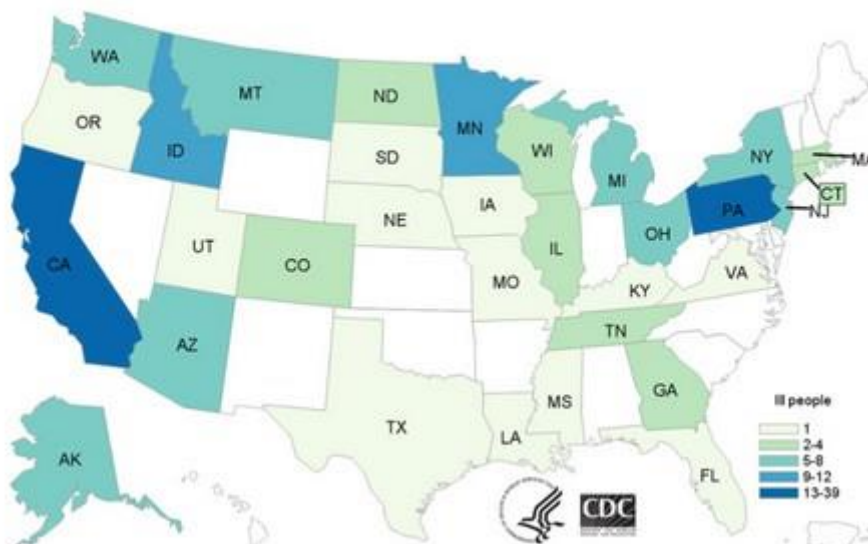 WA
MT
ND
MN
OR
ID
SD
WI
MI
NY
MA
CT
NJ
PA
NE
IA
IL
OH
CA
UT
CO
MO
KY
VA
AZ
TN
MS
GA
TX
LA
FL
AK
Ill people
1
2-4
5-8
9-12
13-39
CDC